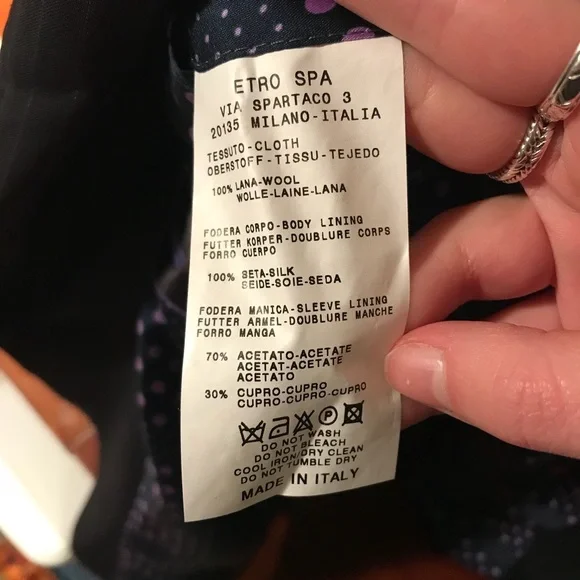 ETRO SPA
VIA SPARTACO 3
20135 MILANO-ITALIA
TESSUTO-CLOTH
OBERSTOFF-TISSU-TEJEDO
100% LANA-WOOL
WOLLE-LAINE-LANA
FODERA CORPO-BODY LINING
FUTTER KORPER-DOUBLURE CORPS
FORRO CUERPO
100% SETA-SILK
SEIDE-SOIE-SEDA
FODERA MANICA-SLEEVE LINING
FUTTER ARMEL-DOUBLURE MANCHE
FORRO MANGA
70% ACETATO-ACETATE
ACETAT-ACETATE
ACETATO
30% CUPRO-CUPRO
CUPRO-CUPRO-CUPRO
P
DO NOT WASH
DO NOT BLEACH
COOL IRON/DRY CLEAN
DO NOT TUMBLE DRY
MADE IN ITALY